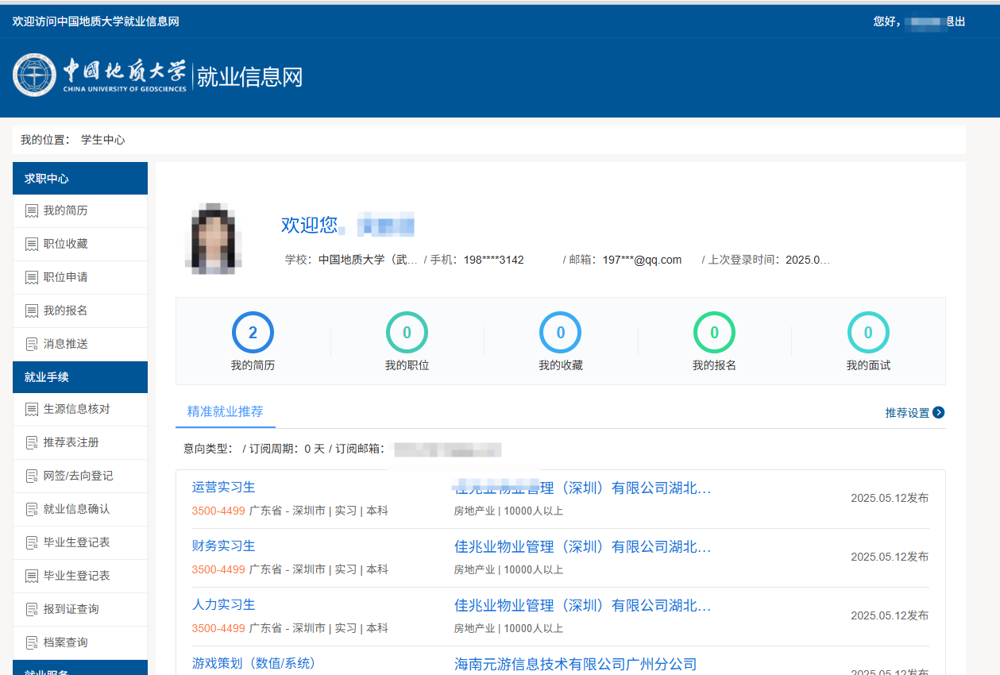 欢迎访问中国地质大学就业信息网
您好，
退出
中国地质大学
CHINA UNIVERSITY OF GEOSCIENCES
就业信息网
我的位置： 学生中心
求职中心
我的简历
职位收藏
职位申请
我的报名
消息推送
就业手续
生源信息核对
推荐表注册
网签/去向登记
就业信息确认
毕业生登记表
毕业生登记表
报到证查询
档案查询
就业服务
欢迎您
学校：中国地质大学（武… / 手机：198****3142 / 邮箱：197***@qq.com / 上次登录时间：2025.0…
2 0 0 0 0
我的简历 我的职位 我的收藏 我的报名 我的面试
精准就业推荐 推荐设置
意向类型： / 订阅周期：0 天 / 订阅邮箱：
运营实习生
3500-4499 广东省 - 深圳市 | 实习 | 本科
理（深圳）有限公司湖北…
房地产业 | 10000人以上
2025.05.12发布
财务实习生
3500-4499 广东省 - 深圳市 | 实习 | 本科
佳兆业物业管理（深圳）有限公司湖北…
房地产业 | 10000人以上
2025.05.12发布
人力实习生
3500-4499 广东省 - 深圳市 | 实习 | 本科
佳兆业物业管理（深圳）有限公司湖北…
房地产业 | 10000人以上
2025.05.12发布
游戏策划（数值/系统）
海南元游信息技术有限公司广州分公司
2025.05.12发布